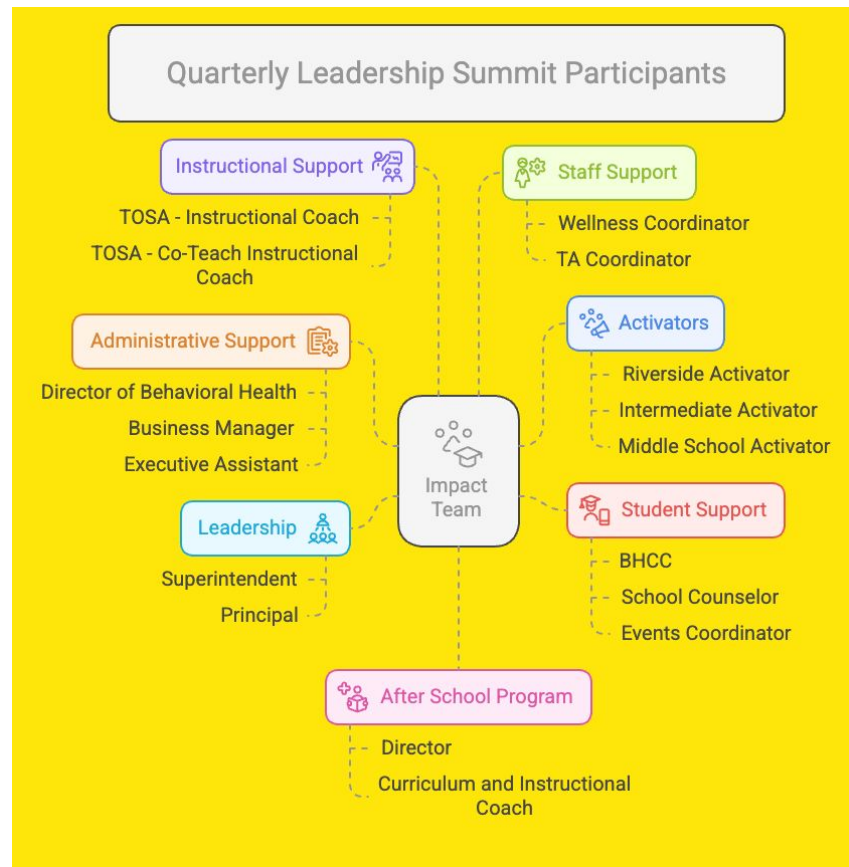 Quarterly Leadership Summit Participants
Instructional Support
TOSA - Instructional Coach
TOSA - Co-Teach Instructional
Coach
Staff Support
Wellness Coordinator
TA Coordinator
Administrative Support
Director of Behavioral Health
Business Manager
Executive Assistant
Activators
Riverside Activator
Intermediate Activator
Middle School Activator
Impact
Team
Leadership
Superintendent
Principal
Student Support
BHCC
School Counselor
Events Coordinator
After School Program
Director
Curriculum and Instructional
Coach